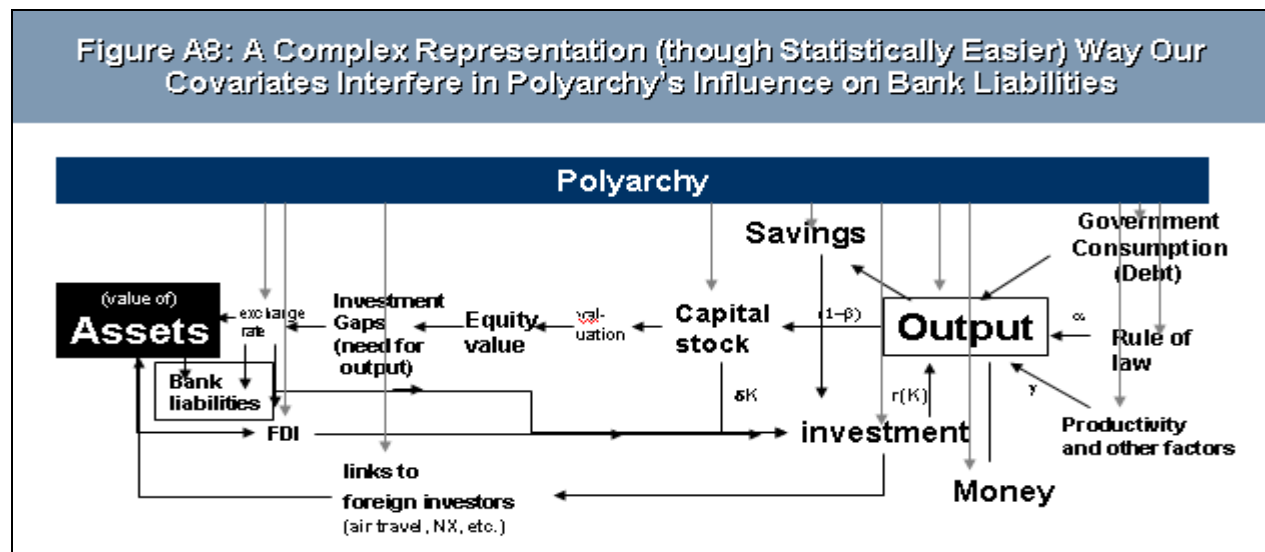 Figure A8: A Complex Representation (though Statistically Easier) Way Our
Covariates Interfere in Polyarchy's Influence on Bank Liabilities
Polyarchy
Savings
Government
Consumption
(Debt)
(value of)
Assets
exchange
rate
Investment
Gaps
(need for
output)
Equity
value
val-
uation
Capital
stock
(1-β)
Output
α
Rule of
law
Bank
liabilities
δK
r(K)
γ
FDI
investment
Productivity
and other factors
links to
foreign investors
(air travel, NX, etc.)
Money